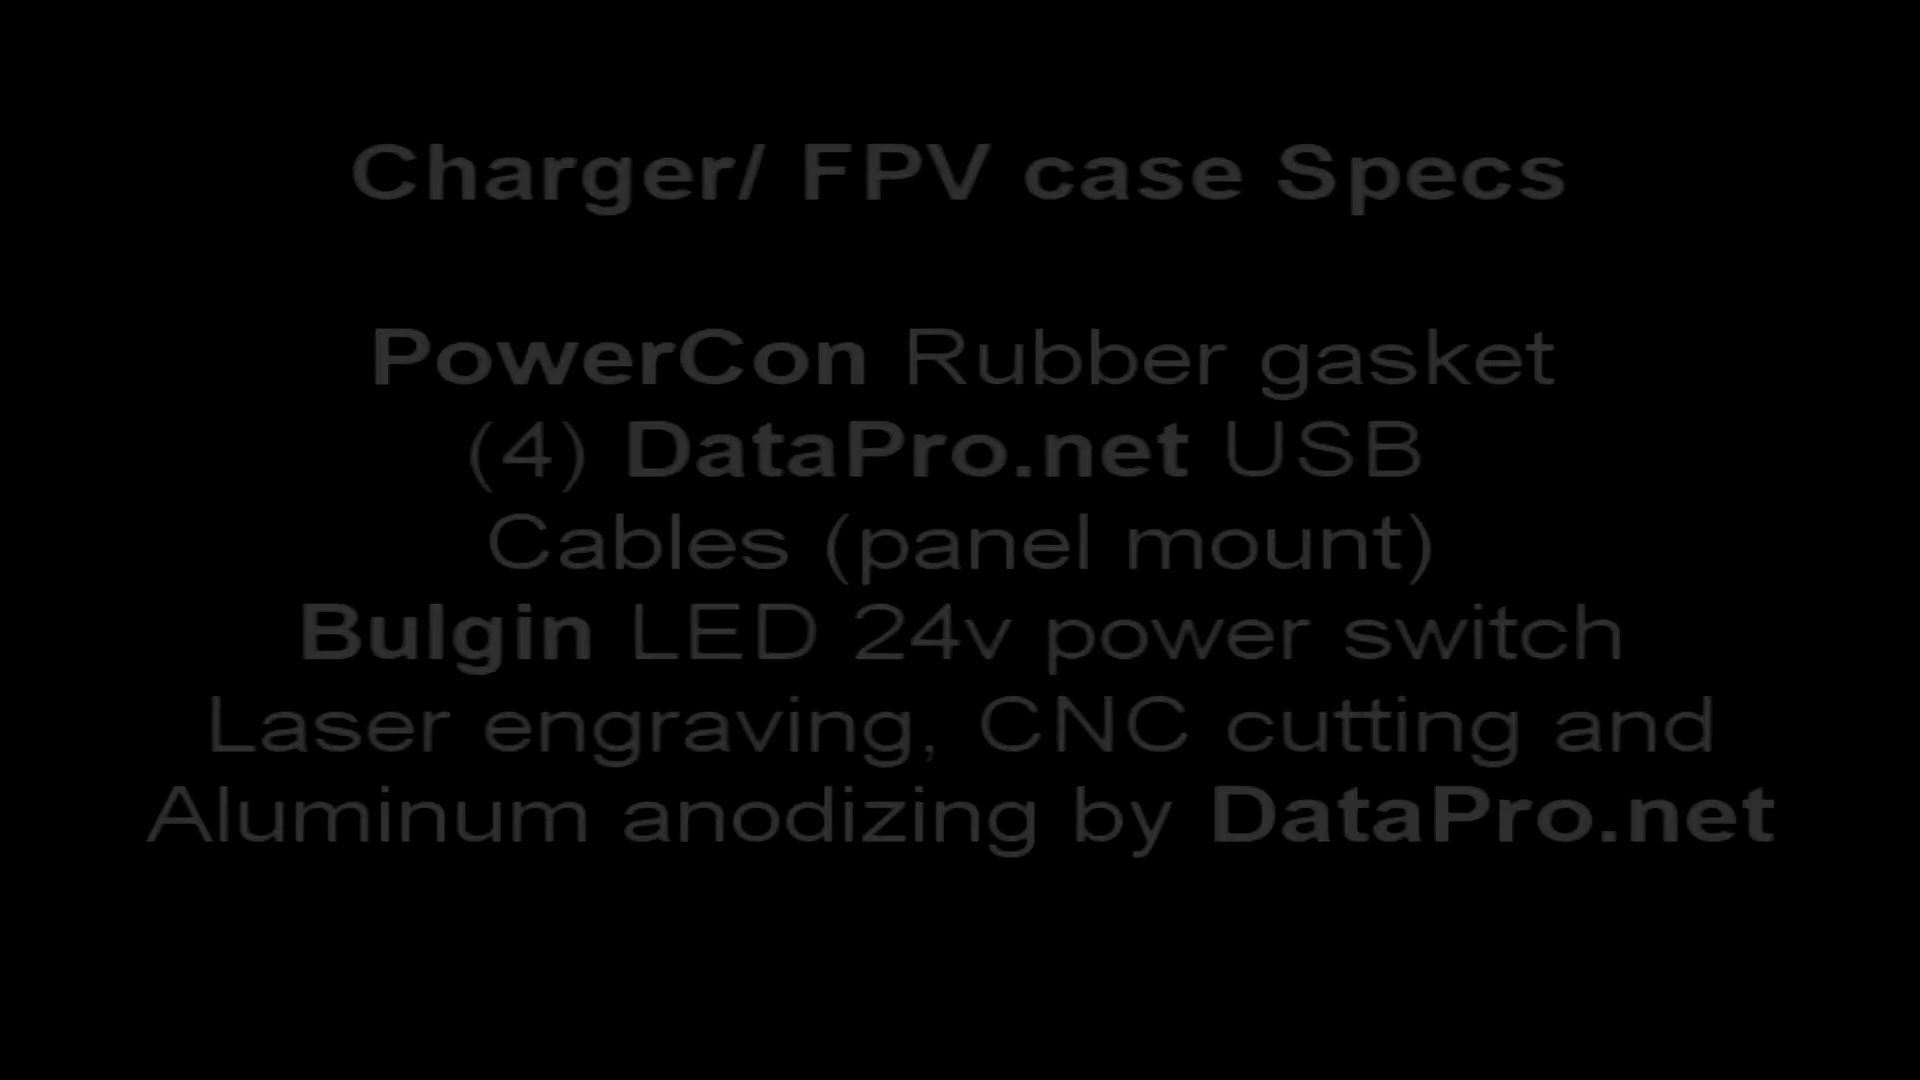 Charger/ FPV case Specs
PowerCon Rubber gasket
(4) DataPro.net USB
Cables (panel mount)
Bulgin LED 24v power switch
Laser engraving, CNC cutting and
Aluminum anodizing by DataPro.net